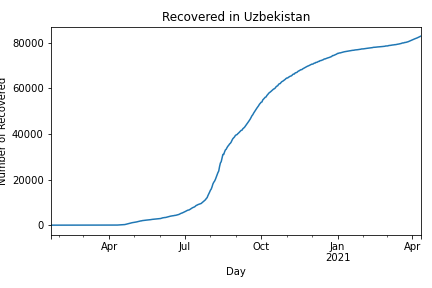 Recovered in Uzbekistan
Number of Recovered
80000
60000
40000
20000
0
Apr
Jul
Oct
Jan
2021
Apr
Day